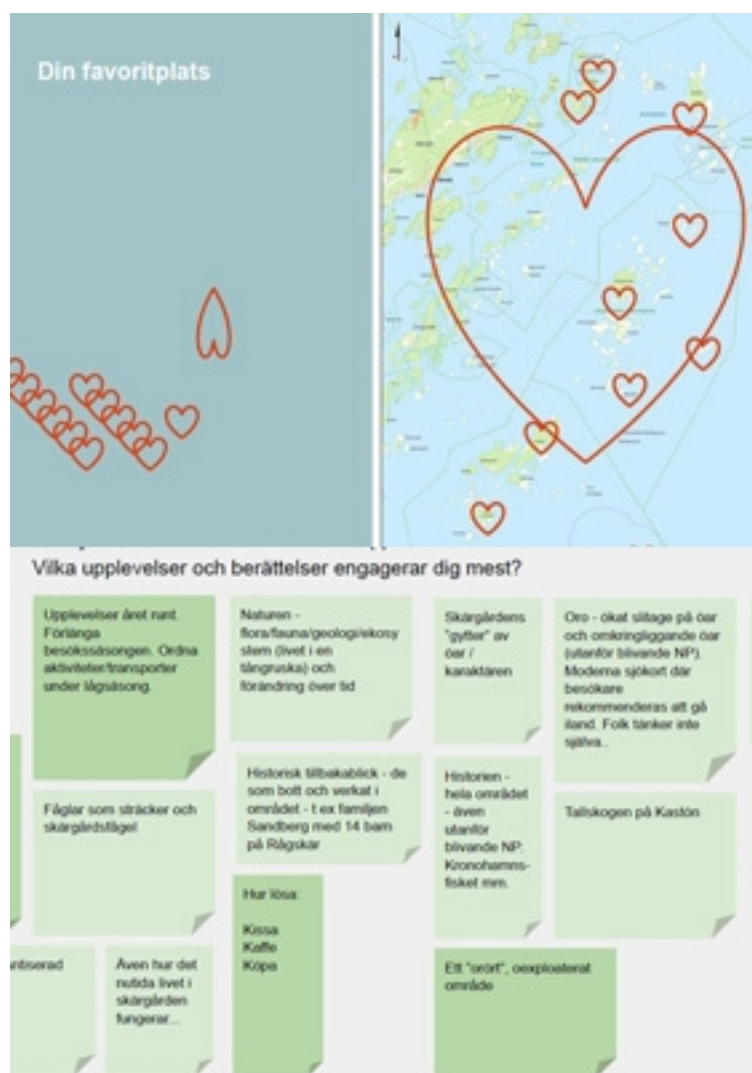 Din favoritplats
Vilka upplevelser och berättelser engagerar dig mest?
Upplevelser året runt.
Förlänga
besökssäsongen. Ordna
aktiviteter/transporter
under lågsäsong.
Naturen -
flora/fauna/geologi/ekosy
stem (livet i en
tångruska) och
förändring över tid
Skärgårdens
"gytter" av
öar /
karaktären
Oro - ökat slitage på öar
och omkringliggande öar
(utanför blivande NP).
Moderna sjökort där
besökare
rekommenderas att gå
iland. Folk tänker inte
själva..
Fåglar som sträcker och
skärgårdsfågel
Historisk tillbakablick - de
som bott och verkat i
området - t ex familjen
Sandberg med 14 barn
på Rågskär
Historien -
hela området
- även
utanför
blivande NP.
Kronohamns-
fisket mm.
Tallskogen på Kastön
Hur lösa:
Kissa
Kaffe
Köpa
ntiserad
Även hur det
nutida livet i
skärgården
fungerar...
Ett "orört", oexploaterat
område